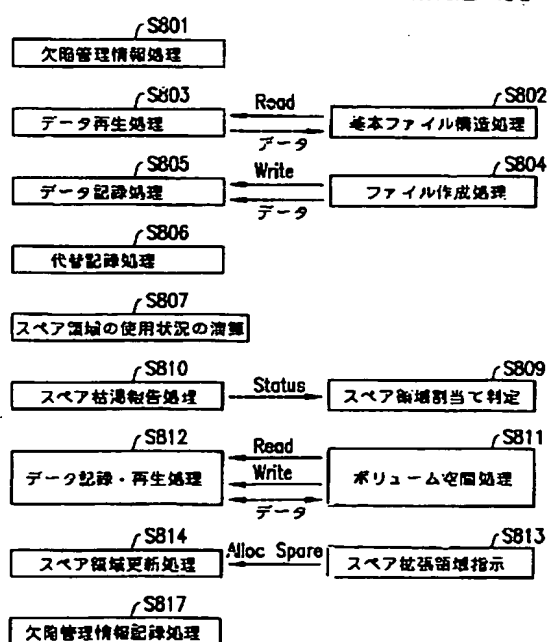 S801
欠陥管理情報処理
S803
Read
S802
データ再生処理
基本ファイル構造処理
データ
S805
Write
S804
データ記録処理
ファイル作成処理
データ
S806
代替記録処理
S807
スペア領域の使用状況の演算
S810
Status
S809
スペア枯渇報告処理
スペア領域割当て判定
S812
Read
S811
Write
データ記録・再生処理
ボリューム空間処理
データ
S814
Alloc Spare
S813
スペア領域更新処理
スペア拡張領域指示
S817
欠陥管理情報記録処理